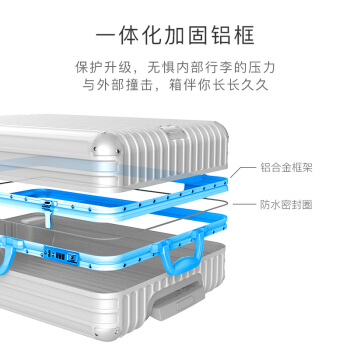 一体化加固铝框
保护升级，无惧内部行李的压力
与外部撞击，箱伴你长长久久
铝合金框架
防水密封圈